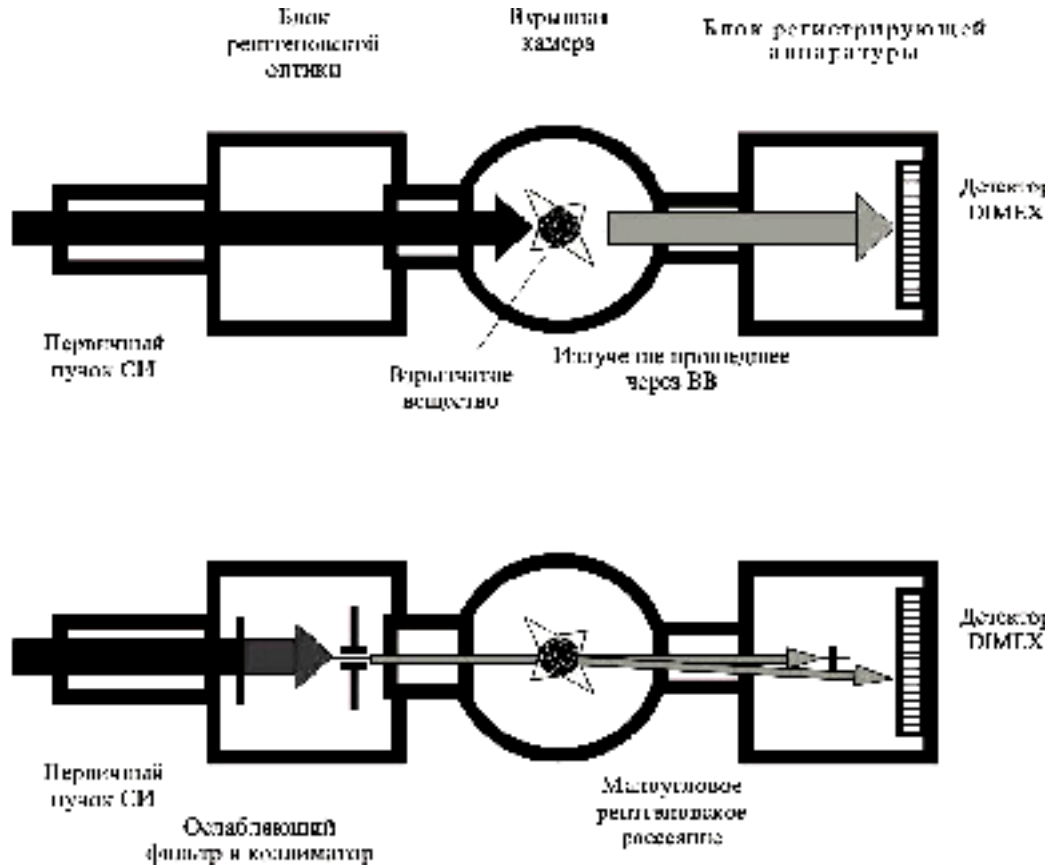 Блок
рентгеновской
оптики
Взрывная
камера
Блок регистрирующей
аппаратуры
Детектор
DIMEX
Первичный
пучок СИ
Взрывчатое
вещество
Излучение прошедшее
через ВВ
Детектор
DIMEX
Первичный
пучок СИ
Ослабляющий
фильтр и коллиматор
Малоугловое
рентгеновское
рассеяние